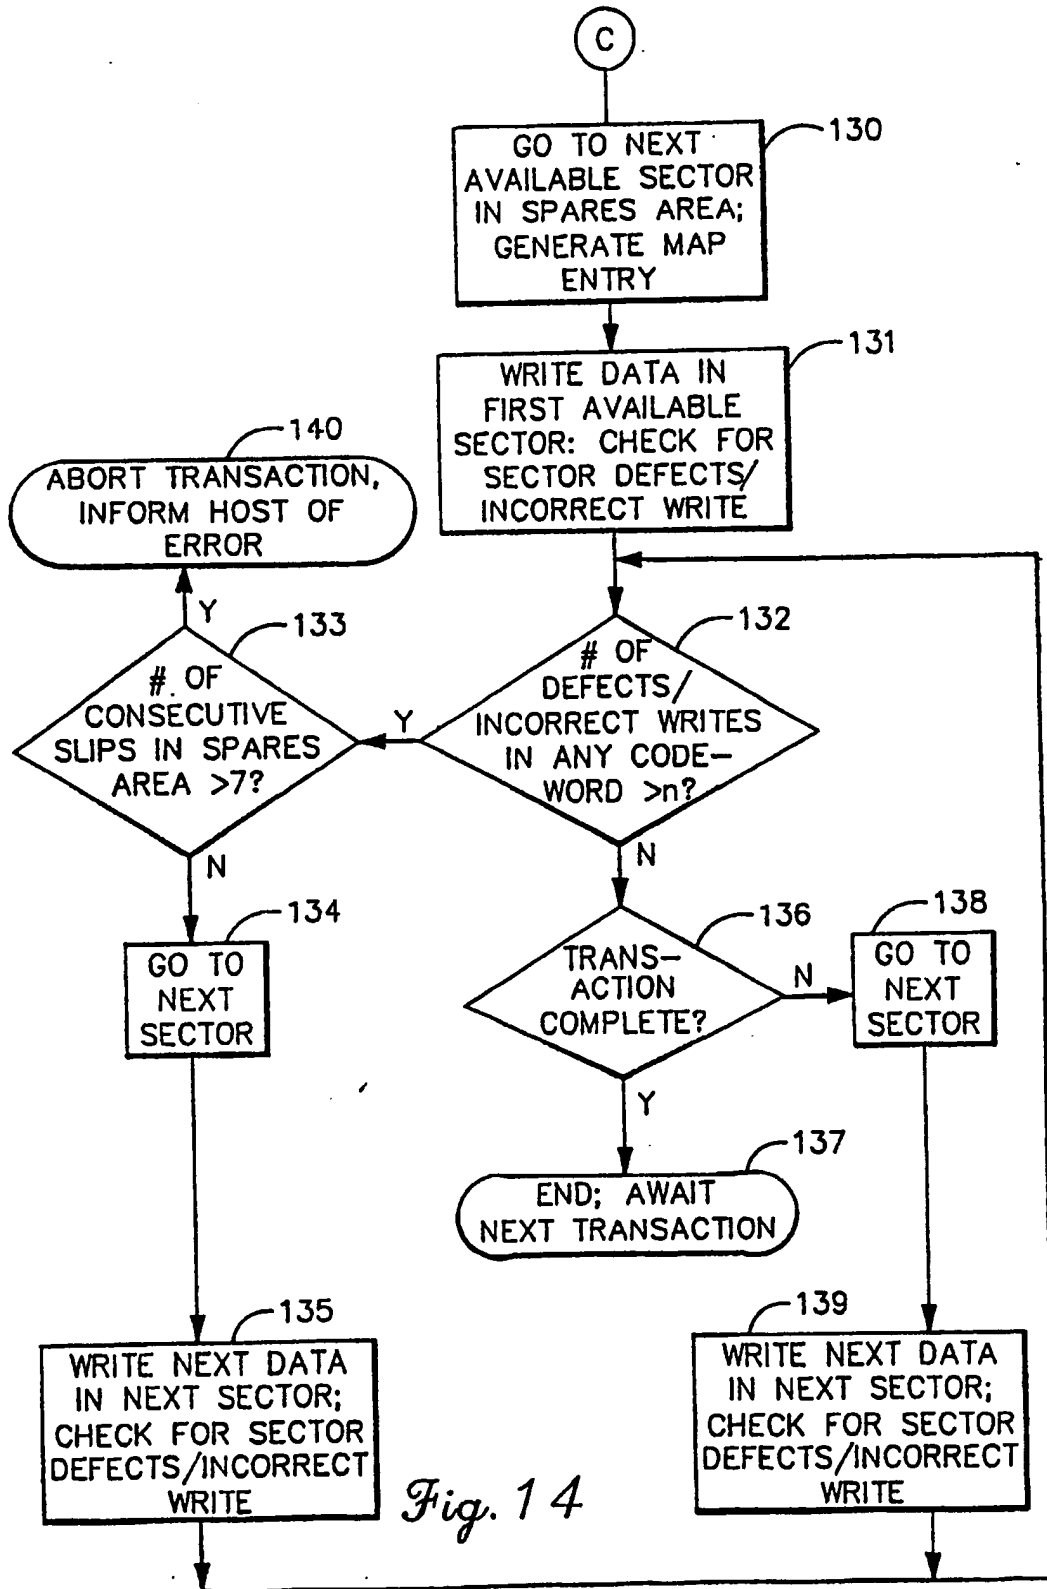 C
130
GO TO NEXT
AVAILABLE SECTOR
IN SPARES AREA;
GENERATE MAP
ENTRY
131
WRITE DATA IN
FIRST AVAILABLE
SECTOR: CHECK FOR
SECTOR DEFECTS/
INCORRECT WRITE
140
ABORT TRANSACTION,
INFORM HOST OF
ERROR
Y
133
# OF
CONSECUTIVE
SLIPS IN SPARES
AREA >7?
Y
132
# OF
DEFECTS/
INCORRECT WRITES
IN ANY CODE-
WORD >n?
N
N
134
GO TO
NEXT
SECTOR
136
TRANS-
ACTION
COMPLETE?
N
138
GO TO
NEXT
SECTOR
Y
137
END; AWAIT
NEXT TRANSACTION
135
WRITE NEXT DATA
IN NEXT SECTOR;
CHECK FOR SECTOR
DEFECTS/INCORRECT
WRITE
139
WRITE NEXT DATA
IN NEXT SECTOR;
CHECK FOR SECTOR
DEFECTS/INCORRECT
WRITE
Fig. 14